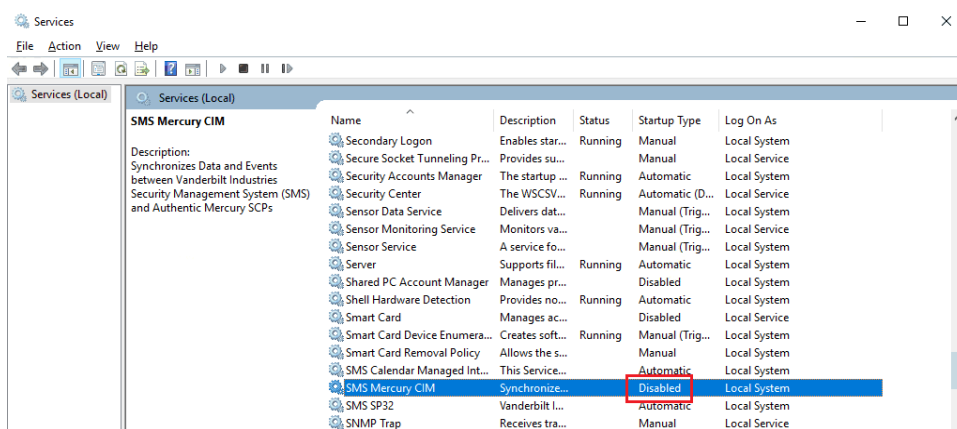 Services
File Action View Help
Services (Local)
Services (Local)
SMS Mercury CIM
Description:
Synchronizes Data and Events
between Vanderbilt Industries
Security Management System (SMS)
and Authentic Mercury SCPs
Name Description Status Startup Type Log On As
Secondary Logon Enables star... Running Manual Local System
Secure Socket Tunneling Pr... Provides su... Manual Local Service
Security Accounts Manager The startup ... Running Automatic Local System
Security Center The WSCSV... Running Automatic (D... Local Service
Sensor Data Service Delivers dat... Manual (Trig... Local System
Sensor Monitoring Service Monitors va... Manual (Trig... Local Service
Sensor Service A service fo... Manual (Trig... Local System
Server Supports fil... Running Automatic Local System
Shared PC Account Manager Manages pr... Disabled Local System
Shell Hardware Detection Provides no... Running Automatic Local System
Smart Card Manages ac... Disabled Local Service
Smart Card Device Enumera... Creates soft... Running Manual (Trig... Local System
Smart Card Removal Policy Allows the s... Manual Local System
SMS Calendar Managed Int... This Service... Automatic Local System
SMS Mercury CIM Synchronize... Disabled Local System
SMS SP32 Vanderbilt I... Automatic Local System
SNMP Trap Receives tra... Manual Local Service